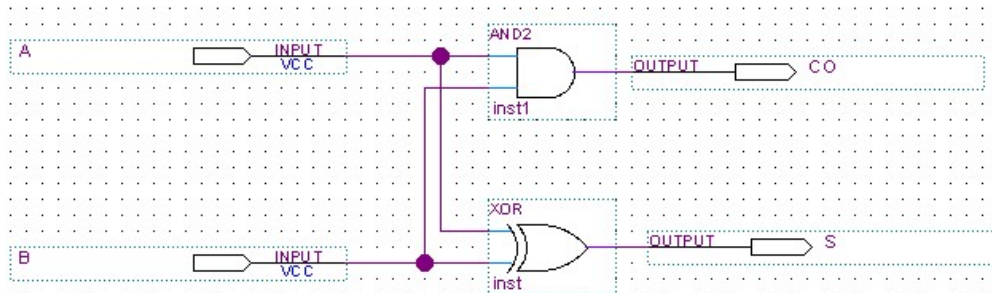 AND2
A
INPUT
VCC
OUTPUT
CO
inst1
XOR
B
INPUT
VCC
OUTPUT
S
inst